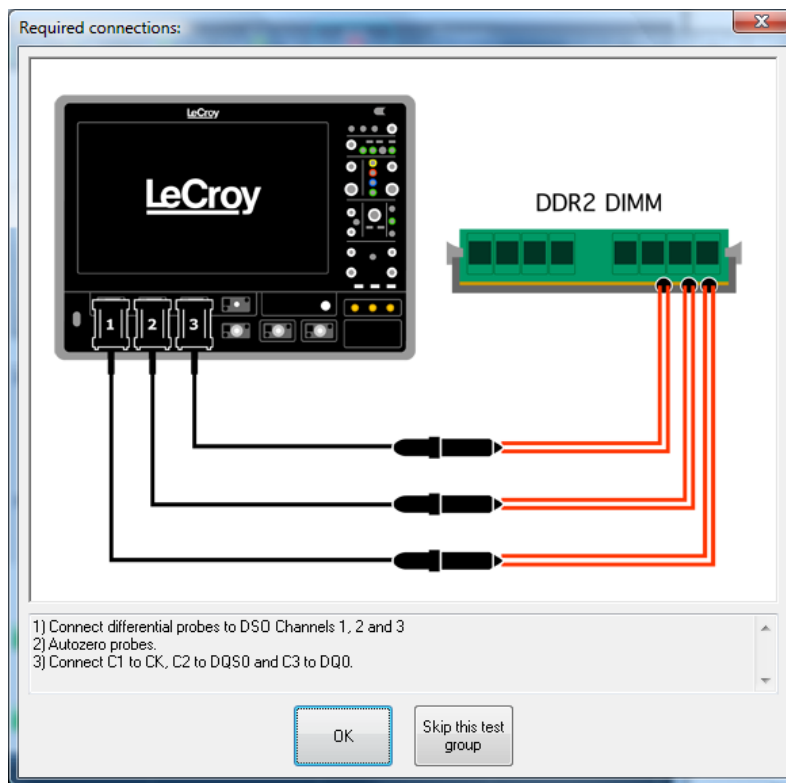 Required connections:
LeCroy
LeCroy
DDR2 DIMM
1 2 3
1) Connect differential probes to DSO Channels 1, 2 and 3
2) Autozero probes.
3) Connect C1 to CK, C2 to DQS0 and C3 to DQ0.
OK
Skip this test
group